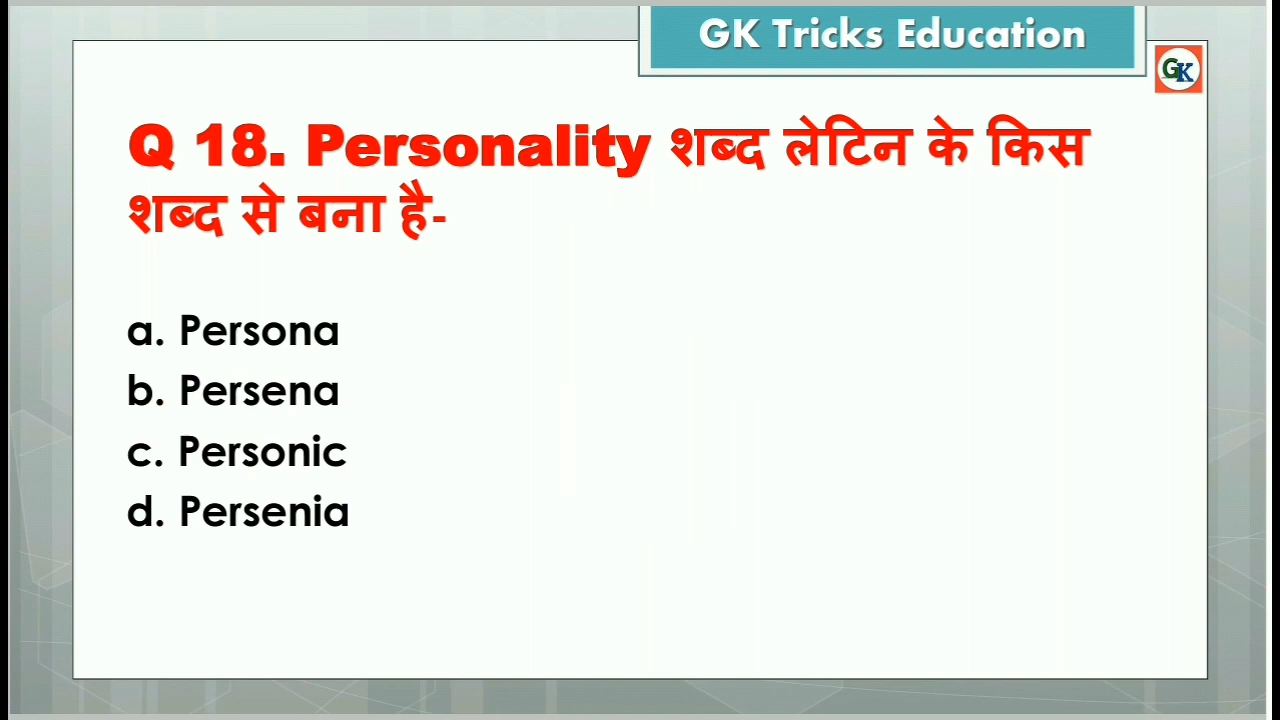 GK Tricks Education
GK
Q 18. Personality शब्द लेटिन के किस
शब्द से बना है-
a. Persona
b. Persena
c. Personic
d. Persenia